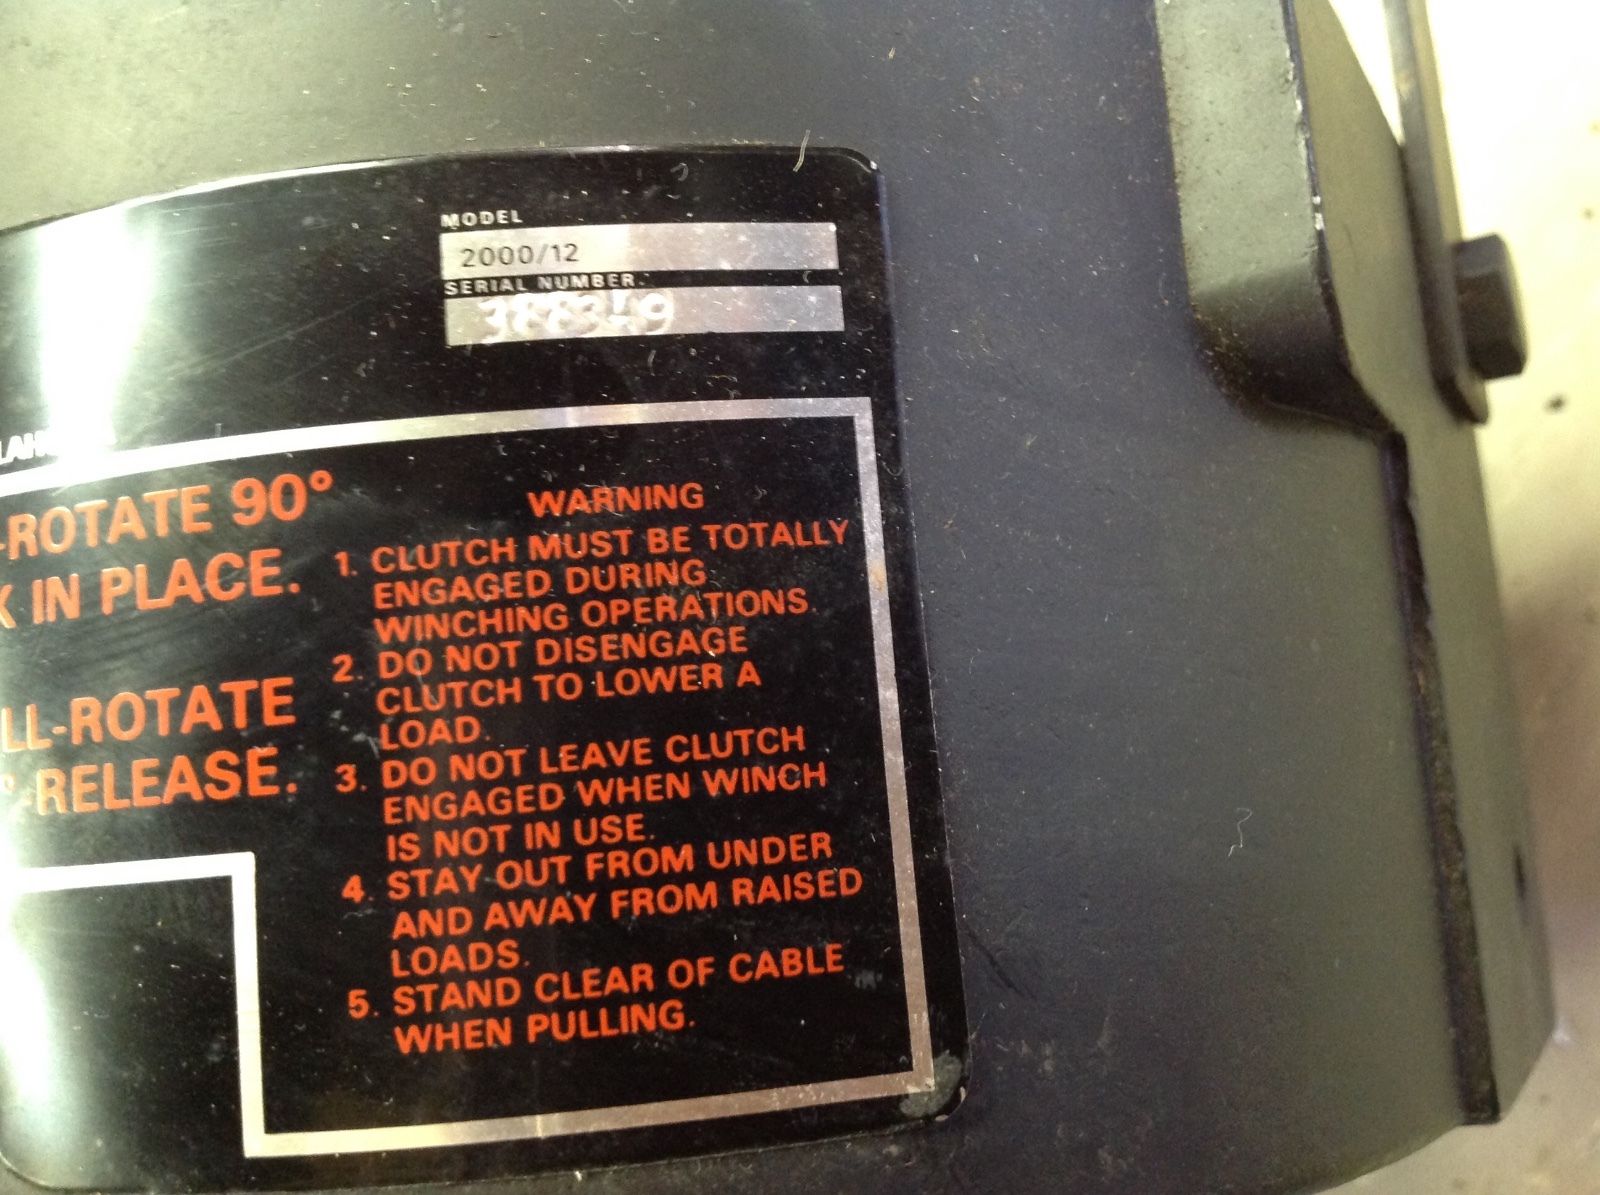 MODEL
2000/12
SERIAL NUMBER
-ROTATE 90°
K IN PLACE.
LL-ROTATE
° RELEASE.
WARNING
1. CLUTCH MUST BE TOTALLY
ENGAGED DURING
WINCHING OPERATIONS.
2. DO NOT DISENGAGE
CLUTCH TO LOWER A
LOAD.
3. DO NOT LEAVE CLUTCH
ENGAGED WHEN WINCH
IS NOT IN USE.
4. STAY OUT FROM UNDER
AND AWAY FROM RAISED
LOADS.
5. STAND CLEAR OF CABLE
WHEN PULLING.